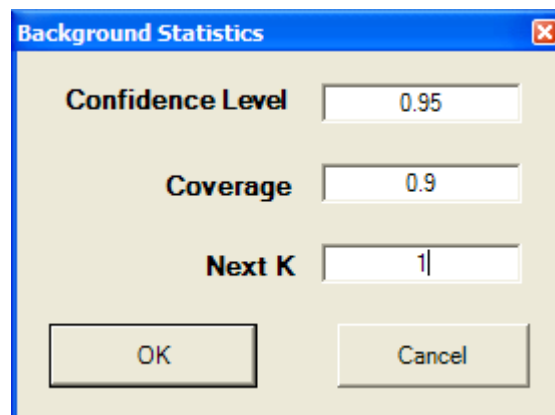 Background Statistics
Confidence Level 0.95
Coverage 0.9
Next K 1
OK Cancel